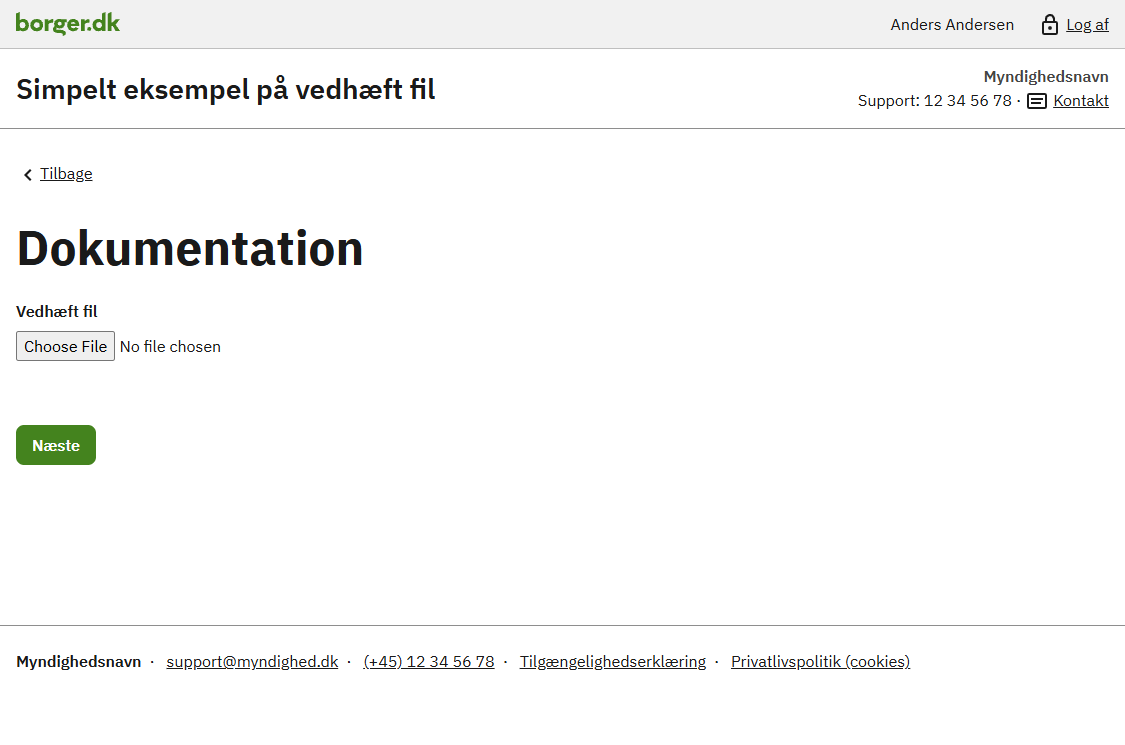 borger.dk
Anders Andersen
Log af
Simpelt eksempel på vedhæft fil
Myndighedsnavn
Support: 12 34 56 78 · Kontakt
Tilbage
Dokumentation
Vedhæft fil
Choose File No file chosen
Næste
Myndighedsnavn · support@myndighed.dk · (+45) 12 34 56 78 · Tilgængelighedserklæring · Privatlivspolitik (cookies)